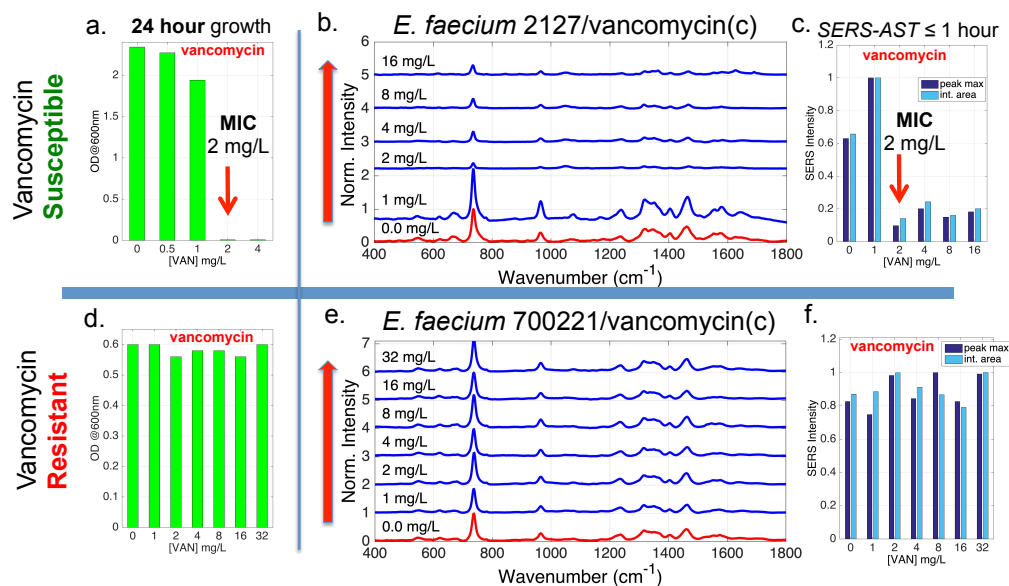 a.
24 hour growth
vancomycin
OD@600nm
2
1.5
1
0.5
0
MIC
2 mg/L
0 0.5 1 2 4
[VAN] mg/L
Vancomycin
Susceptible
b.
E. faecium 2127/vancomycin(c)
Norm. Intensity
6
5
4
3
2
1
0
16 mg/L
8 mg/L
4 mg/L
2 mg/L
1 mg/L
0.0 mg/L
400 600 800 1000 1200 1400 1600 1800
Wavenumber (cm-1)
c.
SERS-AST ≤ 1 hour
vancomycin
peak max
int. area
SERS Intensity
1.2
1
0.8
0.6
0.4
0.2
0
MIC
2 mg/L
0 1 2 4 8 16
[VAN] mg/L
Vancomycin
Resistant
d.
vancomycin
OD @600nm
0.6
0.5
0.4
0.3
0.2
0.1
0
0 1 2 4 8 16 32
[VAN] mg/L
e.
E. faecium 700221/vancomycin(c)
Norm. Intensity
7
6
5
4
3
2
1
0
32 mg/L
16 mg/L
8 mg/L
4 mg/L
2 mg/L
1 mg/L
0.0 mg/L
400 600 800 1000 1200 1400 1600 1800
Wavenumber (cm-1)
f.
vancomycin
peak max
int. area
SERS Intensity
1.2
1
0.8
0.6
0.4
0.2
0
0 1 2 4 8 16 32
[VAN] mg/L